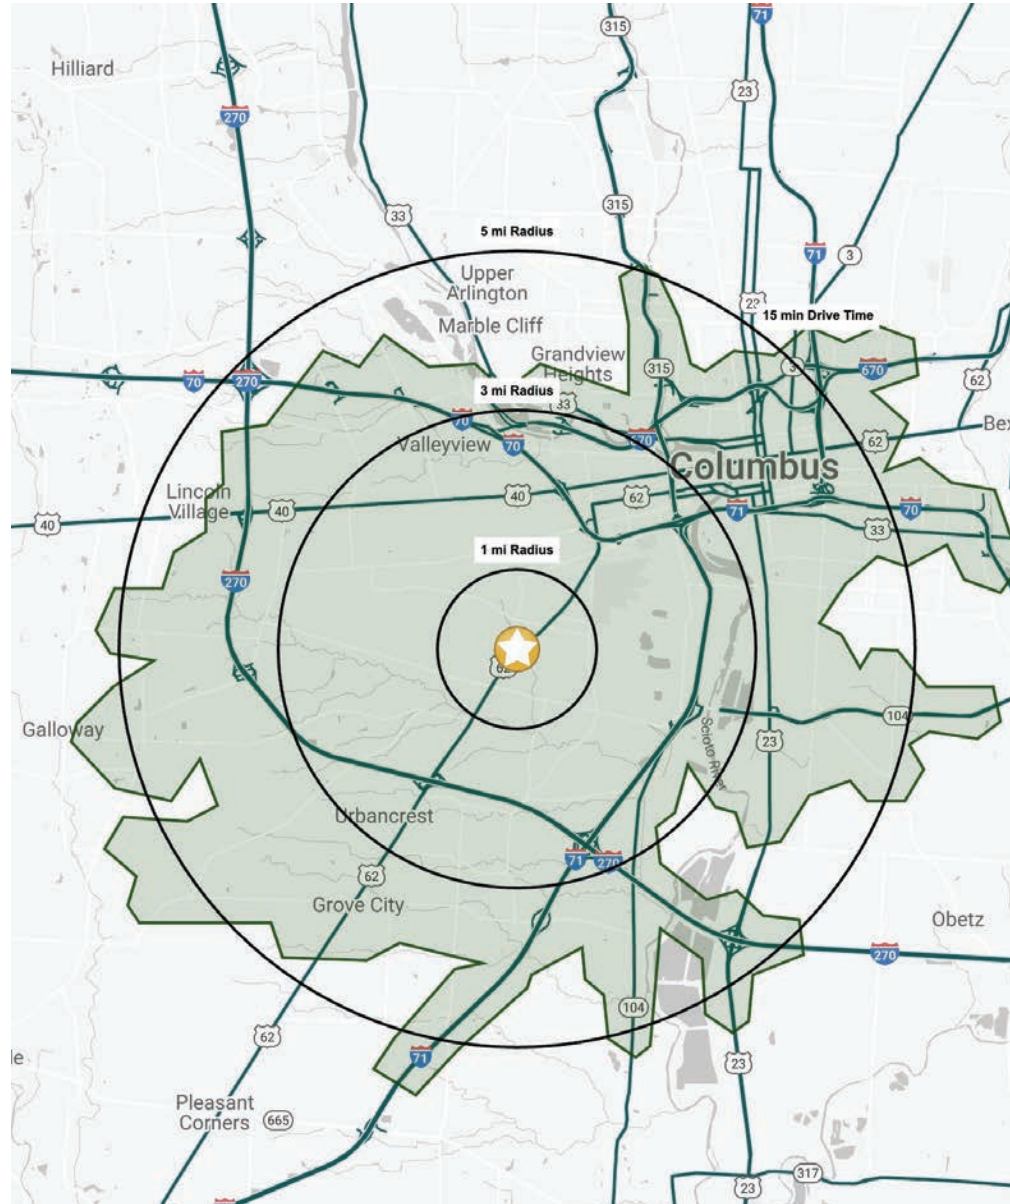 71
315
Hilliard
23
270
315
33
71
3
5 mi Radius
Upper
Arlington
23
15 min Drive Time
Marble Cliff
Grandview
Heights
315
3
670
70
270
62
3 mi Radius
33
70
Bex
62
670
Valleyview
70
Columbus
Lincoln
Village
40
62
40
40
71
70
33
1 mi Radius
270
62
104
Galloway
23
Scioto River
Urbancrest
71
270
62
Grove City
Obetz
270
104
62
71
23
le
Pleasant
Corners
665
317
23